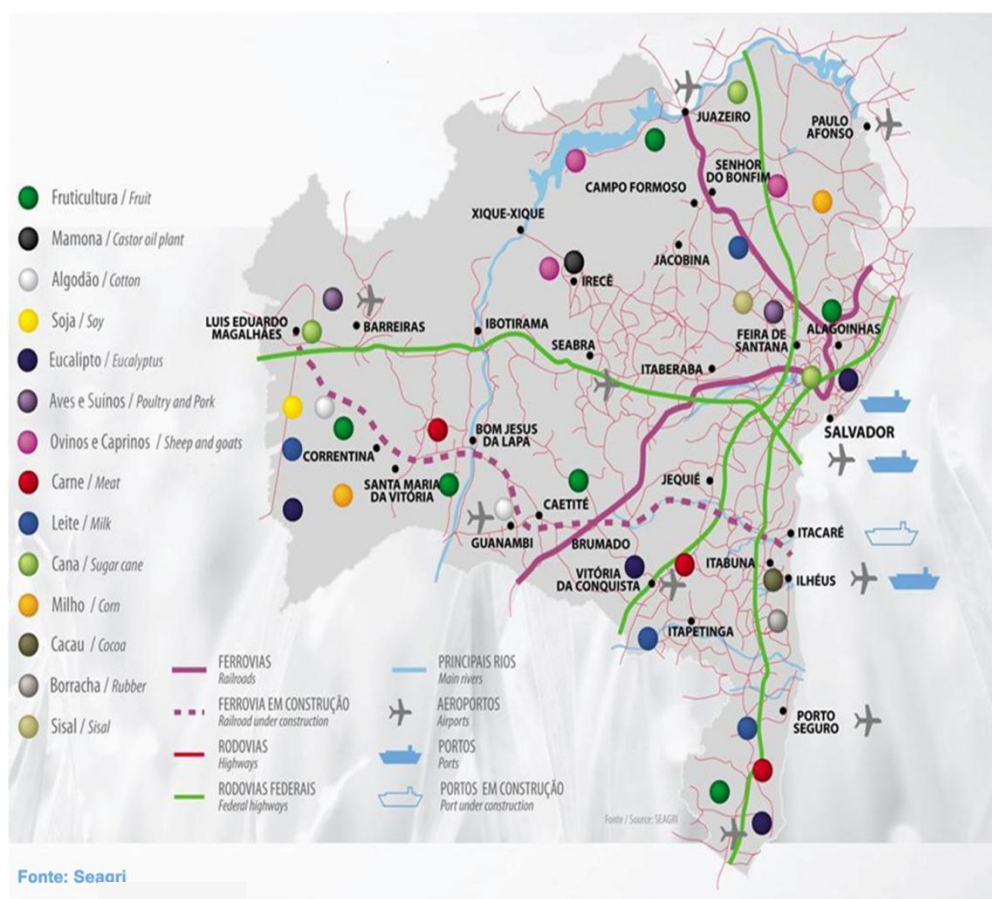 JUAZEIRO
PAULO
AFONSO
SENHOR
DO BONFIM
CAMPO FORMOSO
XIQUE-XIQUE
JACOBINA
IRECÊ
LUIS EDUARDO
MAGALHÃES
BARREIRAS
IBOTIRAMA
SEABRA
FEIRA DE
SANTANA
ALAGOINHAS
ITABERABA
SALVADOR
BOM JESUS
DA LAPA
CORRENTINA
SANTA MARIA
DA VITÓRIA
JEQUIÉ
CAETITÉ
GUANAMBI
BRUMADO
ITACARÉ
ITABUNA
ILHÉUS
VITÓRIA
DA CONQUISTA
ITAPETINGA
PORTO
SEGURO
Fruticultura / Fruit
Mamona / Castor oil plant
Algodão / Cotton
Soja / Soy
Eucalipto / Eucalyptus
Aves e Suínos / Poultry and Pork
Ovinos e Caprinos / Sheep and goats
Carne / Meat
Leite / Milk
Cana / Sugar cane
Milho / Corn
Cacau / Cocoa
Borracha / Rubber
Sisal / Sisal
FERROVIAS
Railroads
FERROVIA EM CONSTRUÇÃO
Railroad under construction
RODOVIAS
Highways
RODOVIAS FEDERAIS
Federal highways
PRINCIPAIS RIOS
Main rivers
AEROPORTOS
Airports
PORTOS
Ports
PORTOS EM CONSTRUÇÃO
Port under construction
Fonte / Source: SEAGRI
Fonte: Seagri